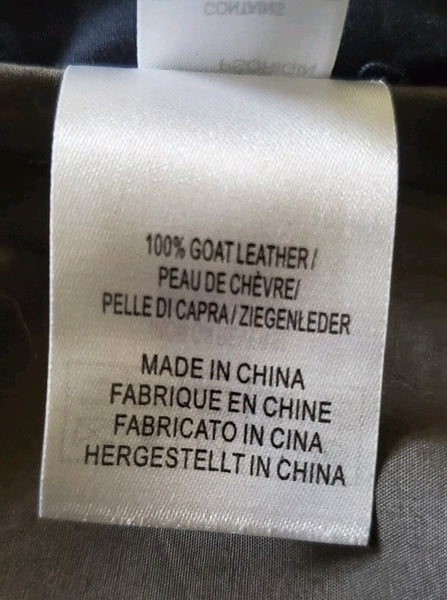 CONTAINS
100% GOAT LEATHER/
PEAU DE CHÈVRE/
PELLE DI CAPRA/ZIEGENLEDER
MADE IN CHINA
FABRIQUE EN CHINE
FABRICATO IN CINA
HERGESTELLT IN CHINA